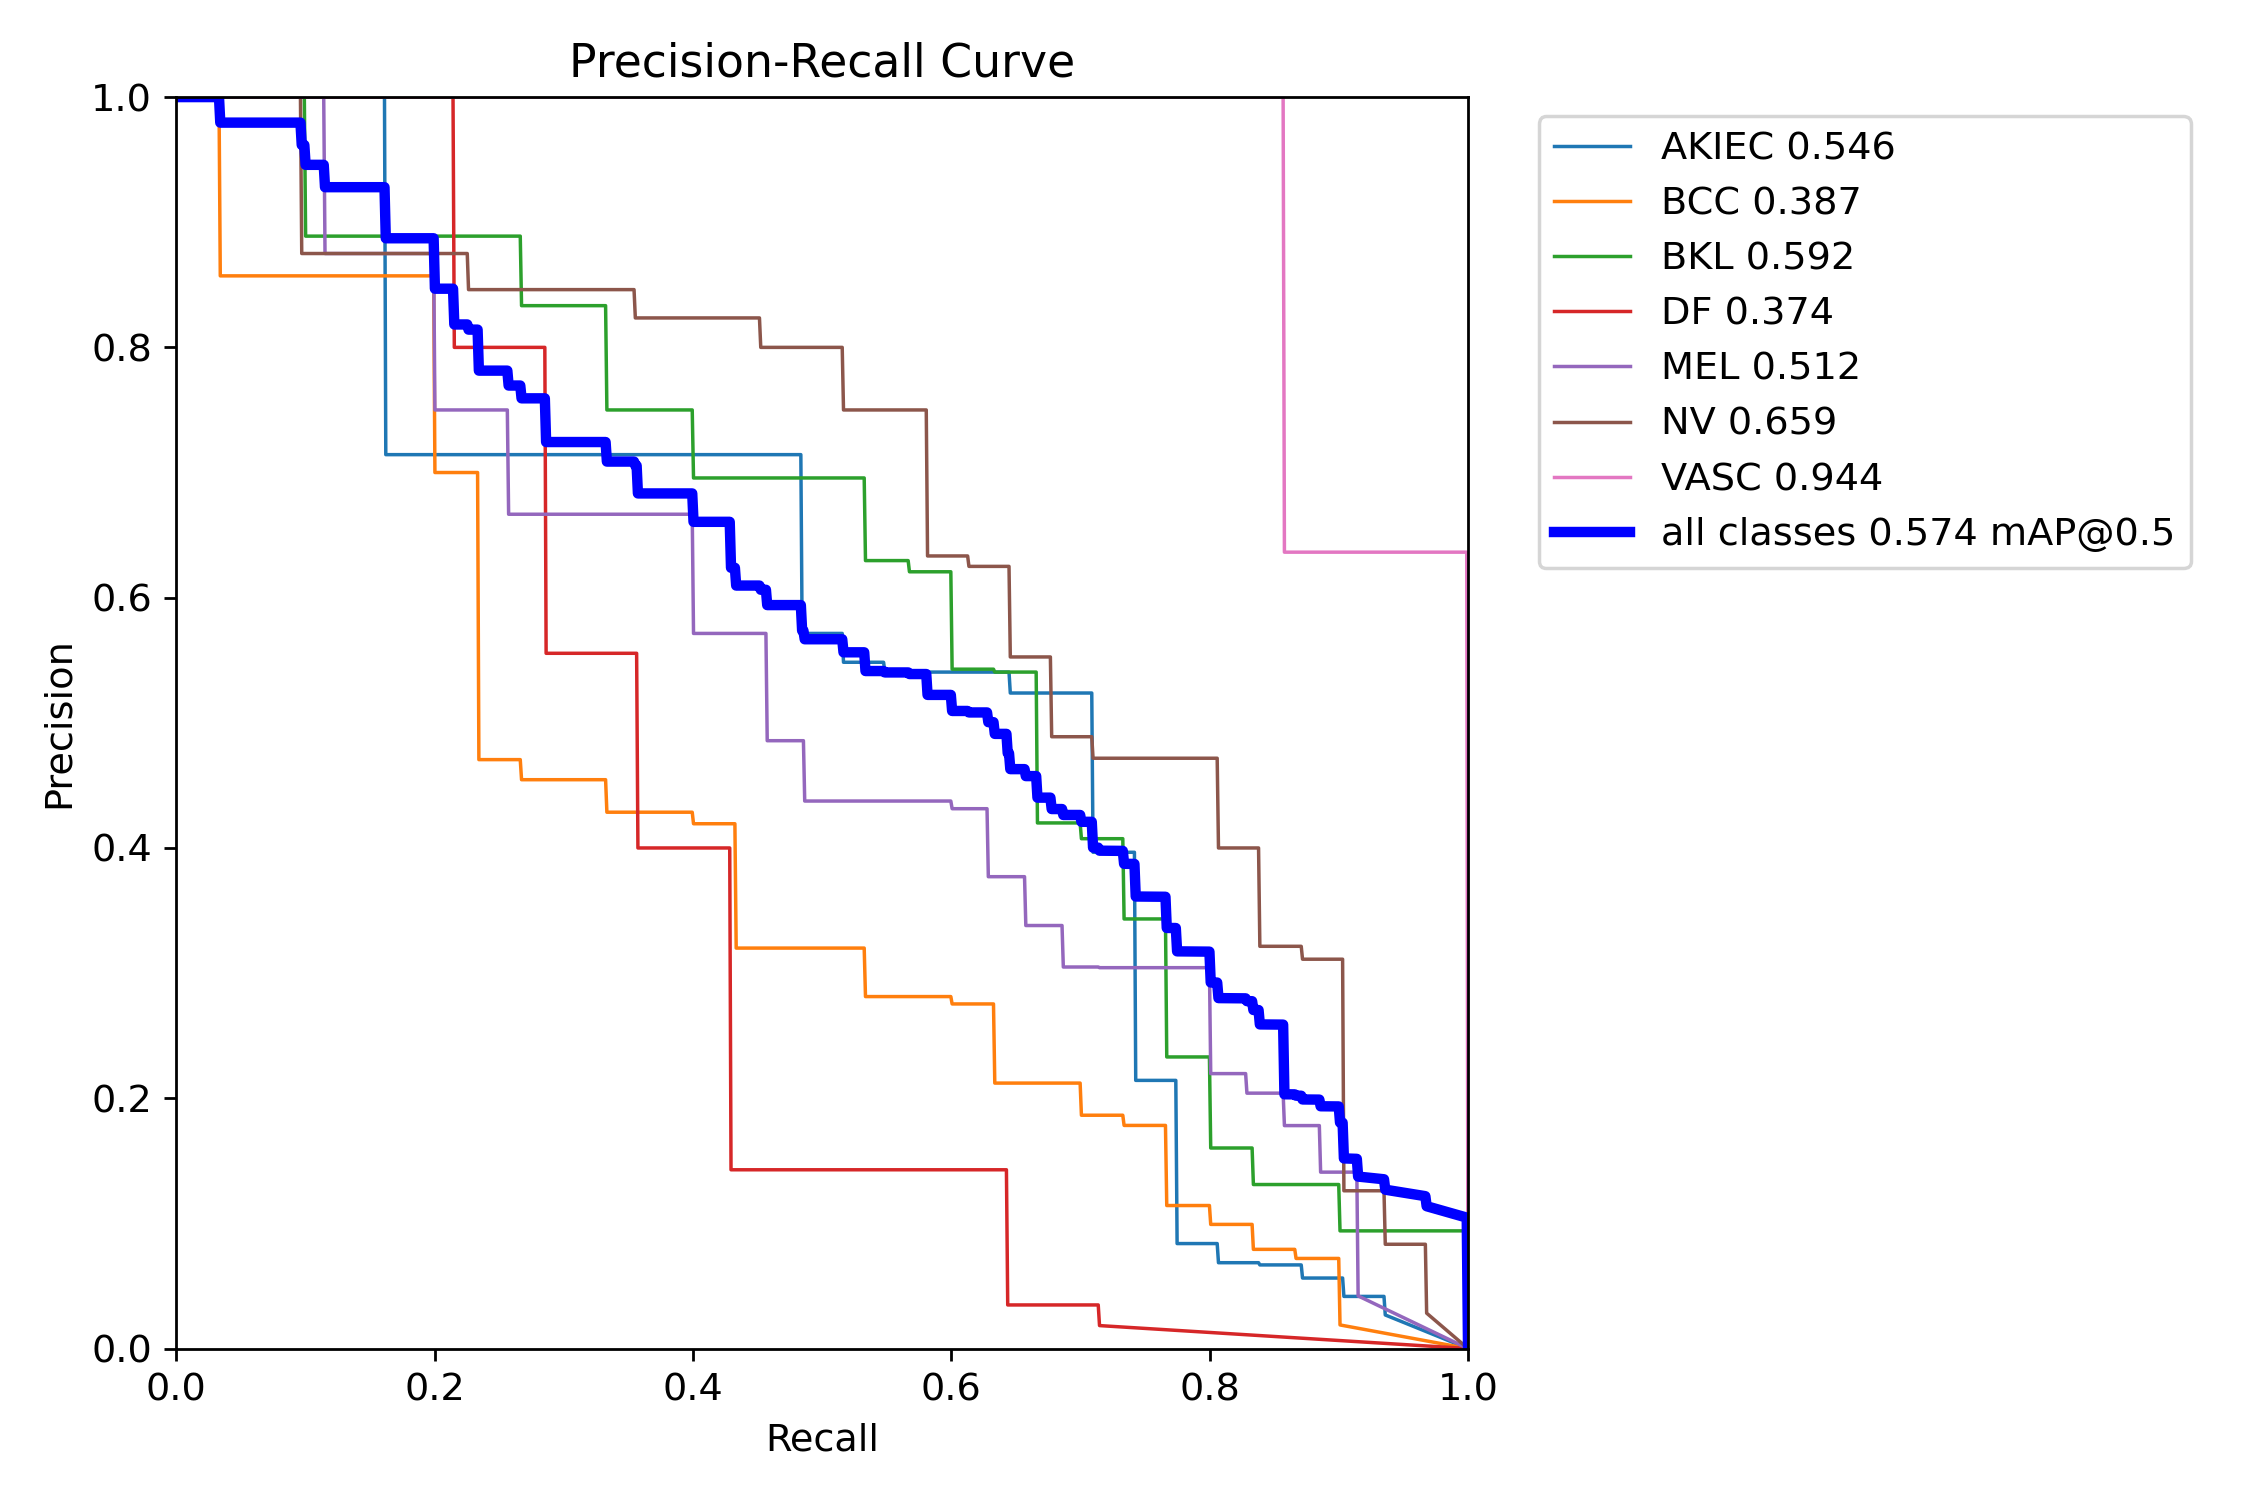 Precision-Recall Curve
1.0
0.8
0.6
0.4
0.2
0.0
Precision
0.0 0.2 0.4 0.6 0.8 1.0
Recall
AKIEC 0.546
BCC 0.387
BKL 0.592
DF 0.374
MEL 0.512
NV 0.659
VASC 0.944
all classes 0.574 mAP@0.5